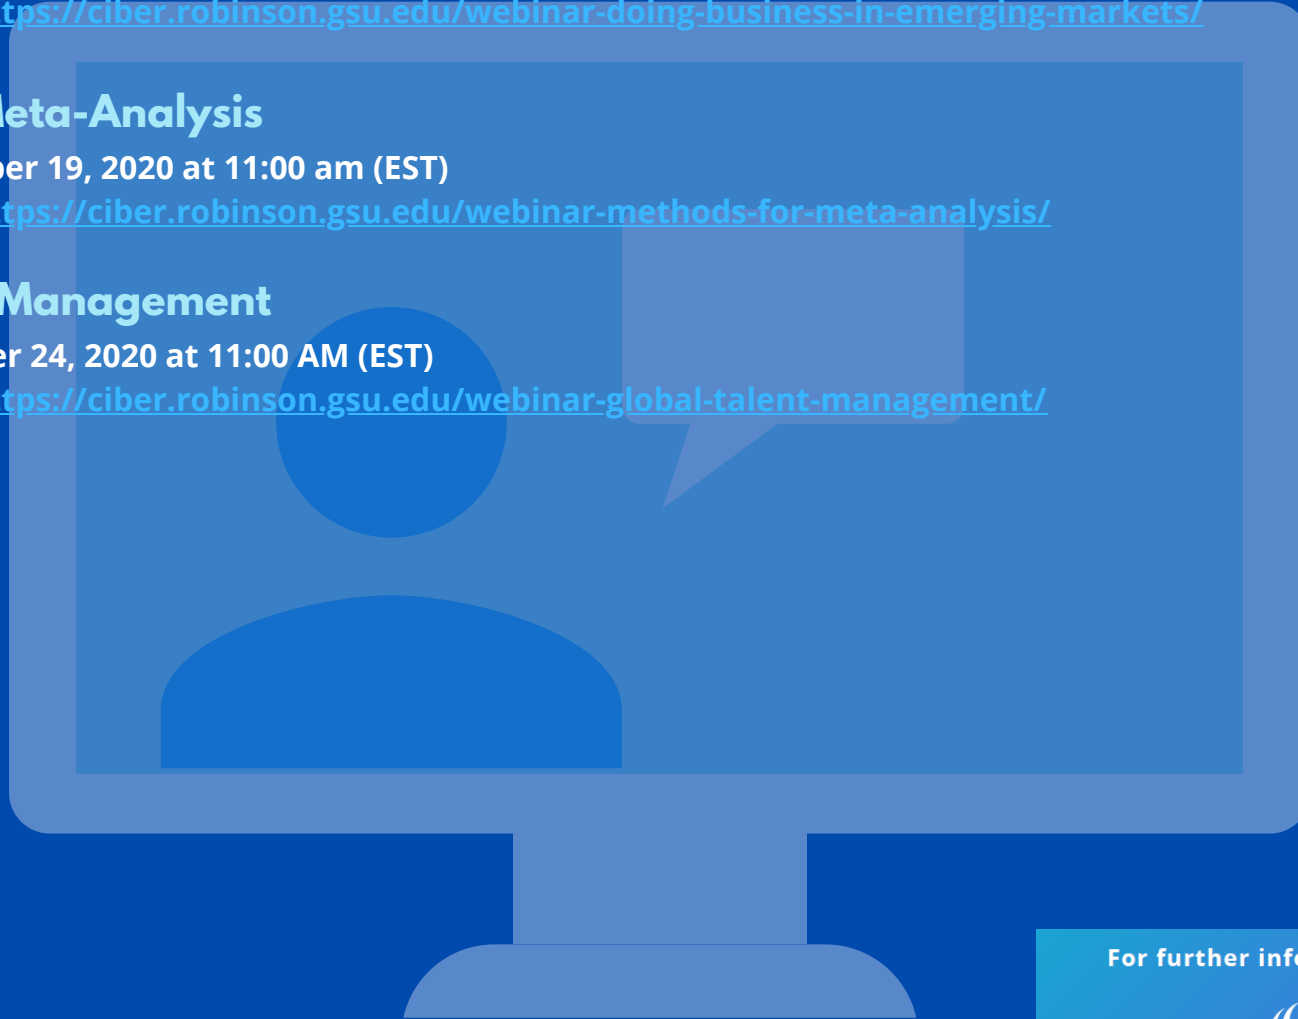 tps://ciber.robinson.gsu.edu/webinar-doing-business-in-emerging-markets/
eta-Analysis
er 19, 2020 at 11:00 am (EST)
tps://ciber.robinson.gsu.edu/webinar-methods-for-meta-analysis/
Management
er 24, 2020 at 11:00 AM (EST)
tps://ciber.robinson.gsu.edu/webinar-global-talent-management/
For further inf